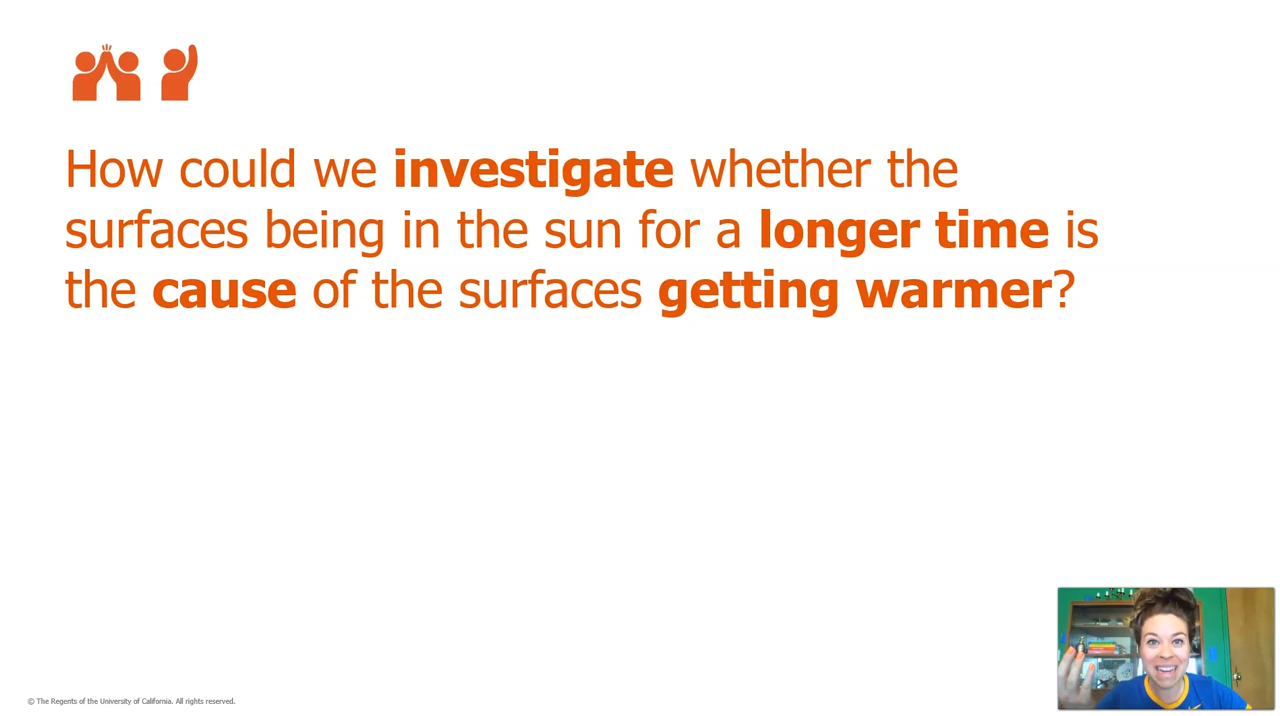 How could we investigate whether the
surfaces being in the sun for a longer time is
the cause of the surfaces getting warmer?
© The Regents of the University of California. All rights reserved.